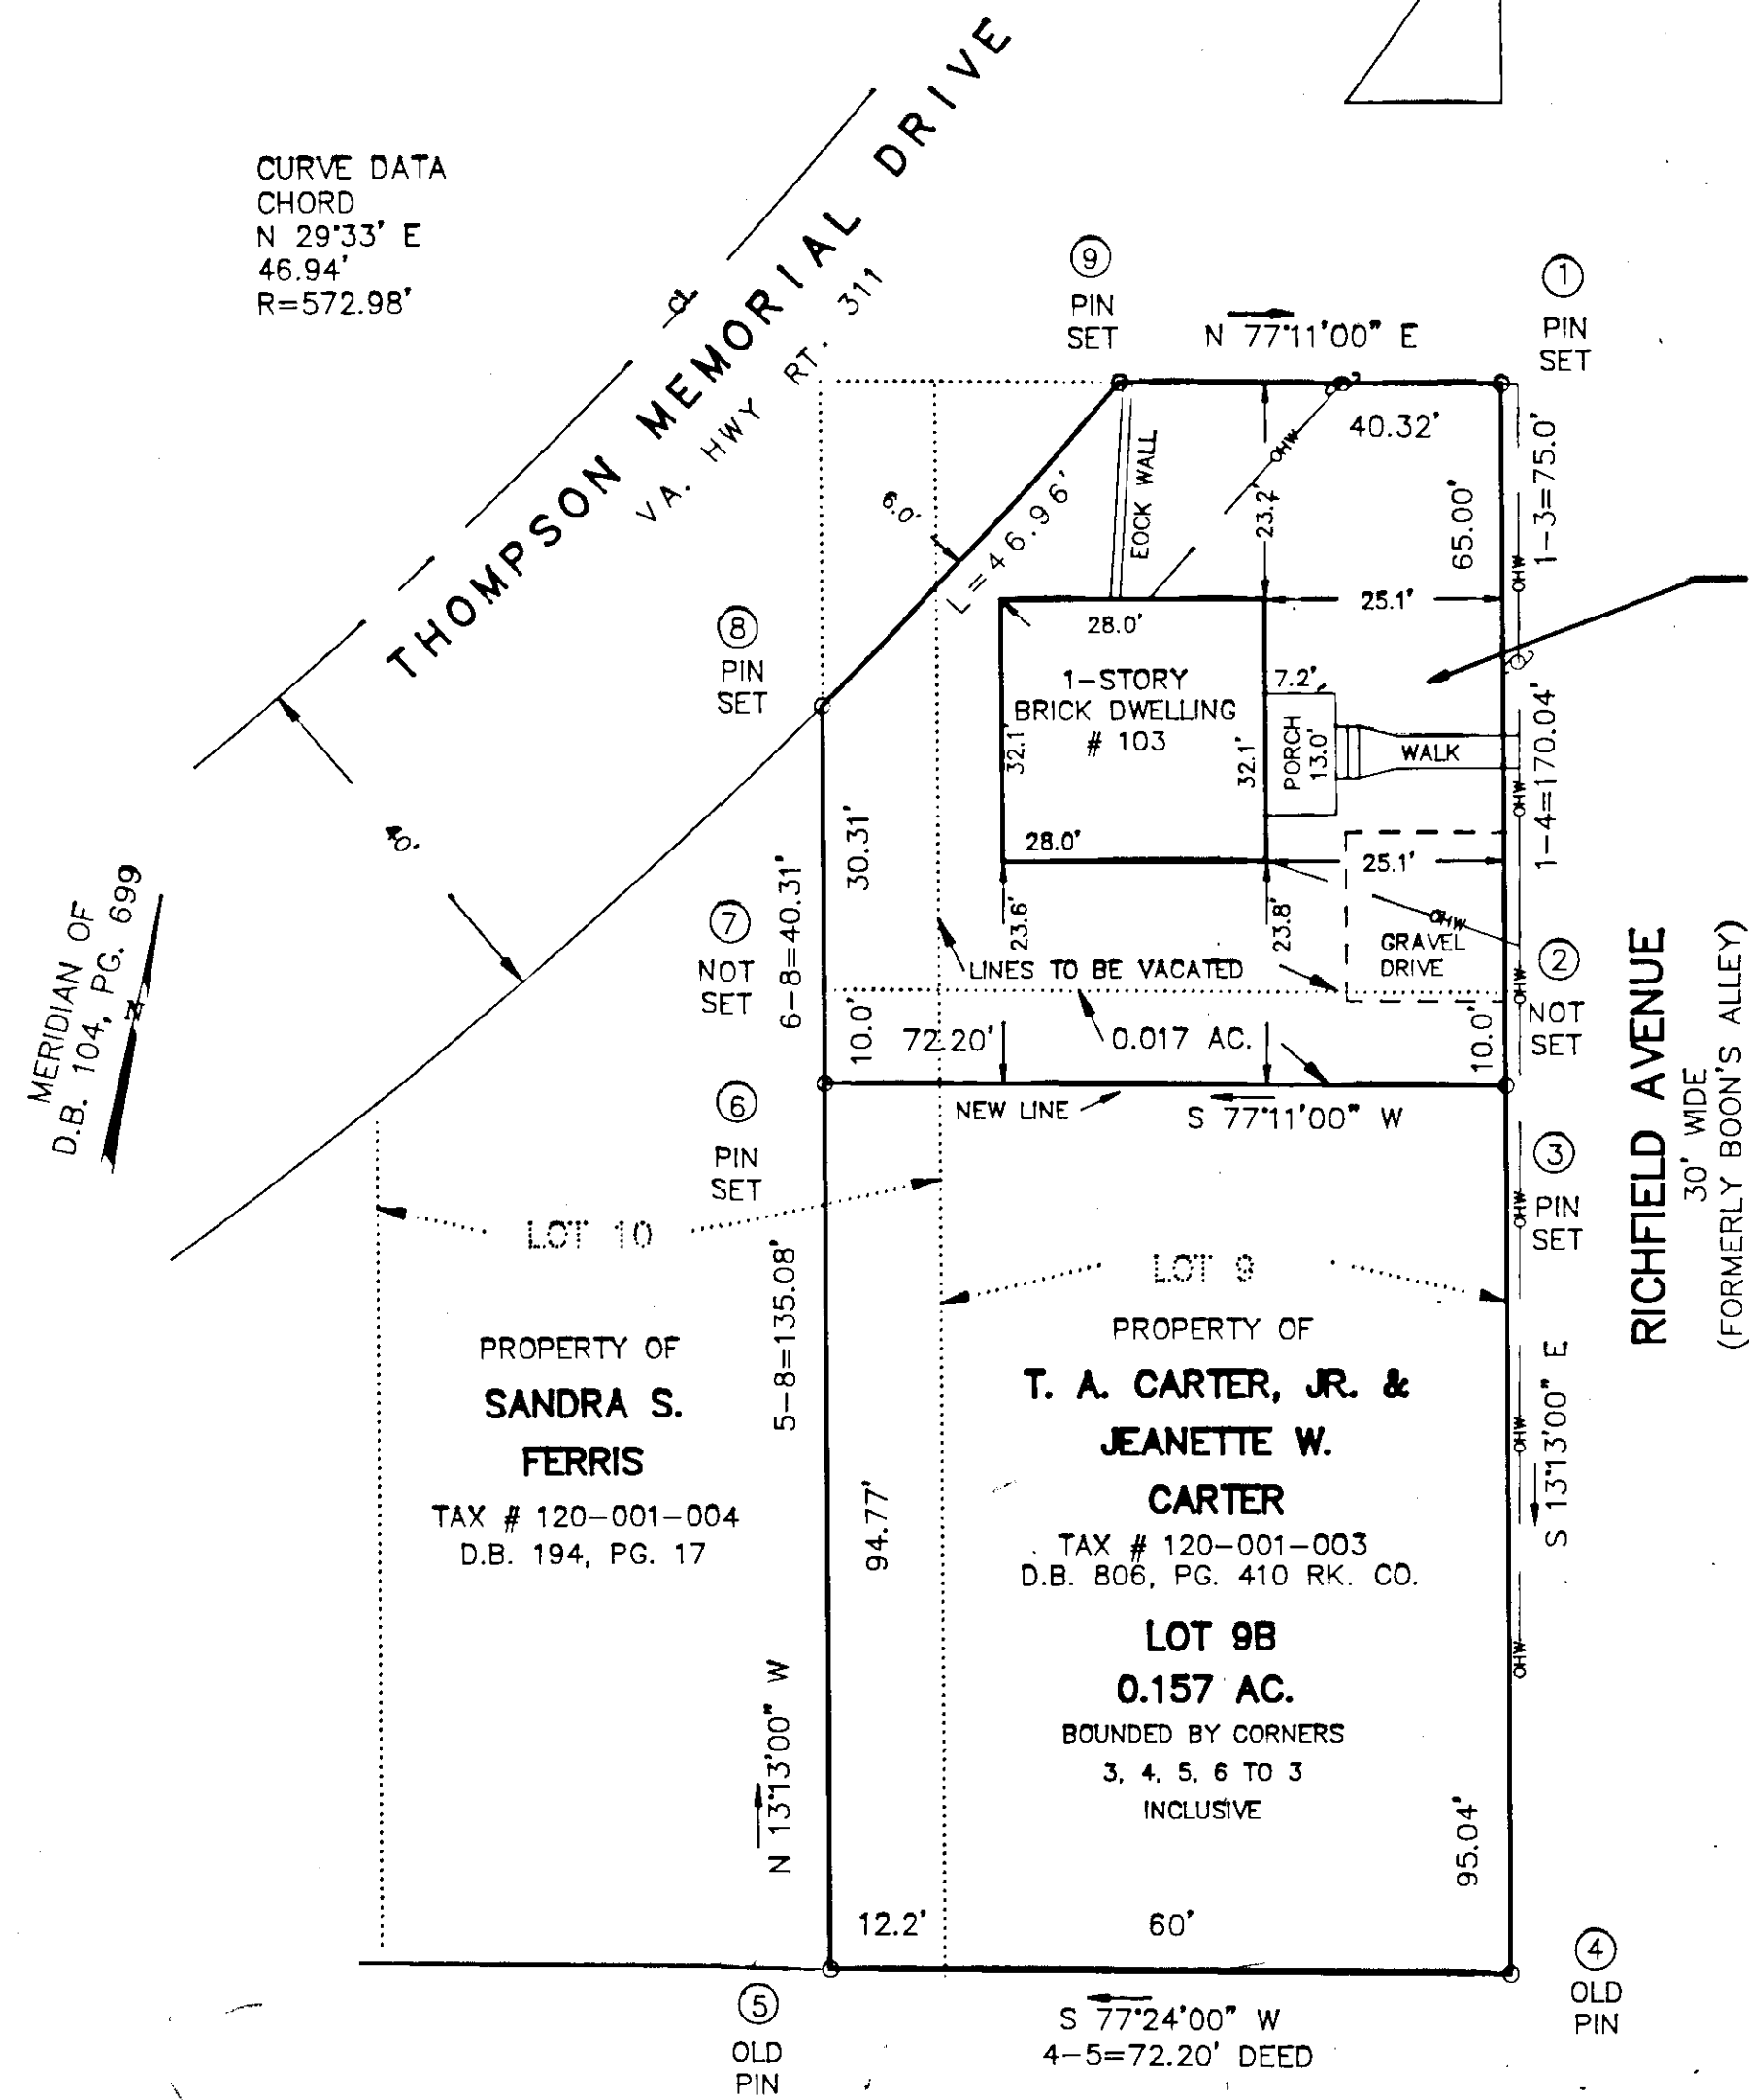 CURVE DATA
CHORD
N 29°33' E
46.94'
R=572.98'
THOMPSON MEMORIAL DRIVE
VA. HWY RT. 311
CL
9
PIN
SET
N 77°11'00" E
1
PIN
SET
40.32'
65.00'
1-3=75.0'
1-4=170.04'
OHW
23.2'
EOCK WALL
6.0'
L=46.96'
8
PIN
SET
28.0'
25.1'
1-STORY
BRICK DWELLING
# 103
32.1'
32.1'
7.2'
PORCH
13.0'
WALK
OHW
OHW
28.0'
25.1'
40.
30.31'
6-8=40.31'
MERIDIAN OF
D.B. 104, PG. 699
N
7
NOT
SET
23.6'
23.8'
OHW
GRAVEL
DRIVE
LINES TO BE VACATED
2
NOT
SET
OHW
10.0'
72.20'
0.017 AC.
10.0'
6
PIN
SET
NEW LINE
S 77°11'00" W
3
PIN
SET
OHW
RICHFIELD AVENUE
30' WIDE
(FORMERLY BOON'S ALLEY)
LOT 10
LOT 9
5-8=135.08'
PROPERTY OF
SANDRA S.
FERRIS
TAX # 120-001-004
D.B. 194, PG. 17
PROPERTY OF
T. A. CARTER, JR. &
JEANETTE W.
CARTER
TAX # 120-001-003
D.B. 806, PG. 410 RK. CO.
LOT 9B
0.157 AC.
BOUNDED BY CORNERS
3, 4, 5, 6 TO 3
INCLUSIVE
94.77'
N 13°13'00" W
S 13°13'00" E
OHW
OHW
95.04'
12.2'
60'
4
OLD
PIN
5
OLD
PIN
S 77°24'00" W
4-5=72.20' DEED